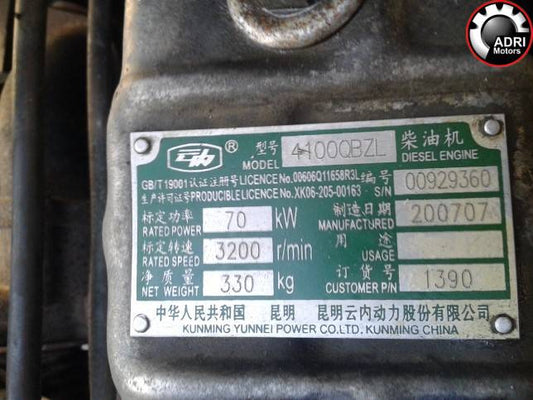 ADRI
Motors
云内 ® 型号 MODEL 4100QBZL 柴油机 DIESEL ENGINE
GB/T19001认证注册号LICENCE No.00606Q11658R3L 编号
生产许可证号PRODUCIBLE LICENCE No.XK06-205-00163 S/N 00929360
标定功率 RATED POWER 70 kW 制造日期 MANUFACTURED 200707
标定转速 RATED SPEED 3200 r/min 用途 USAGE
净质量 NET WEIGHT 330 kg 订货号 CUSTOMER P/N 1390
中华人民共和国 昆明 昆明云内动力股份有限公司
KUNMING YUNNEI POWER CO.LTD. KUNMING CHINA